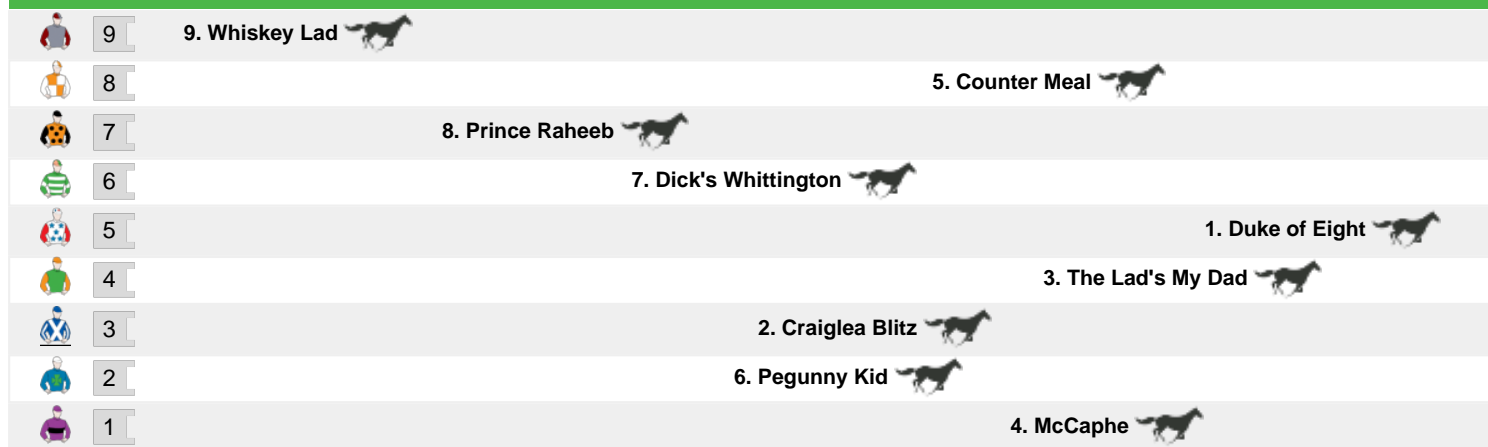 9 9. Whiskey Lad
8 5. Counter Meal
7 8. Prince Raheeb
6 7. Dick's Whittington
5 1. Duke of Eight
4 3. The Lad's My Dad
3 2. Craiglea Blitz
2 6. Pegunny Kid
1 4. McCaphe